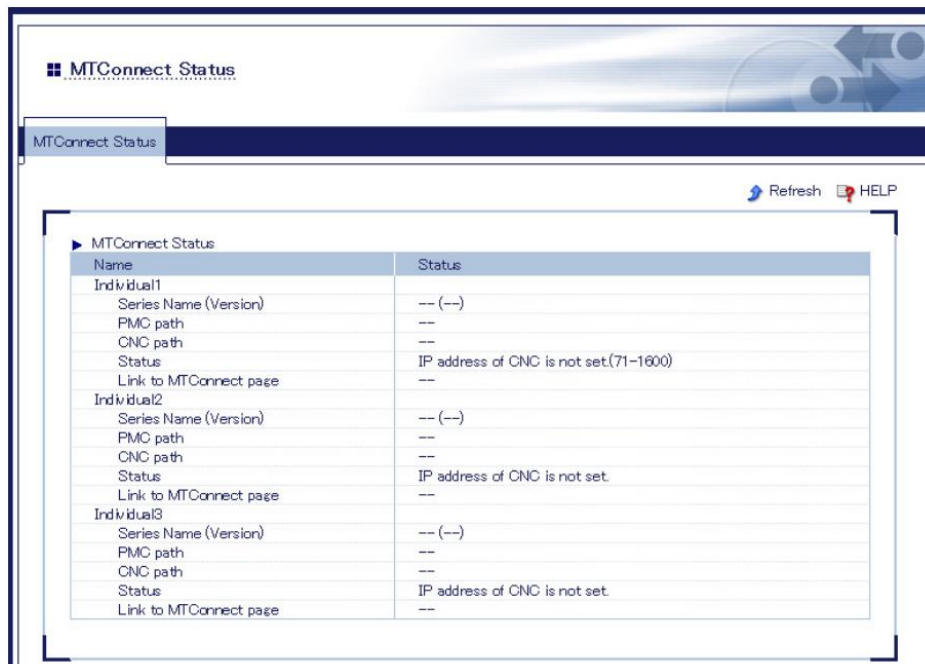 MTConnect Status
MTConnect Status
Refresh HELP
MTConnect Status
Name Status
Individual1
Series Name (Version) -- (--)
PMC path --
CNC path --
Status IP address of CNC is not set.(71-1600)
Link to MTConnect page --
Individual2
Series Name (Version) -- (--)
PMC path --
CNC path --
Status IP address of CNC is not set.
Link to MTConnect page --
Individual3
Series Name (Version) -- (--)
PMC path --
CNC path --
Status IP address of CNC is not set.
Link to MTConnect page --